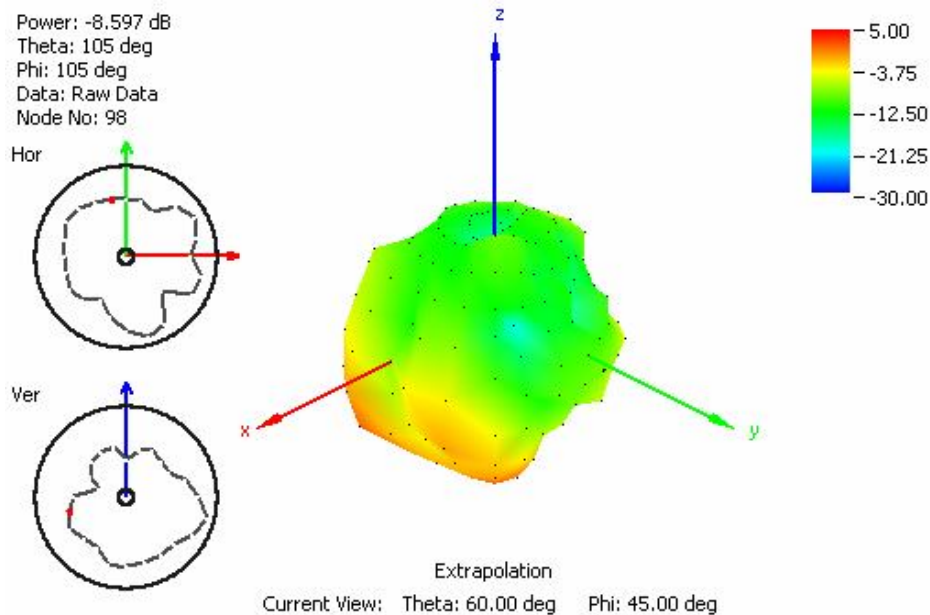 Power: -8.597 dB
Theta: 105 deg
Phi: 105 deg
Data: Raw Data
Node No: 98
Hor
Ver
z
x
y
5.00
-3.75
-12.50
-21.25
-30.00
Extrapolation
Current View: Theta: 60.00 deg Phi: 45.00 deg